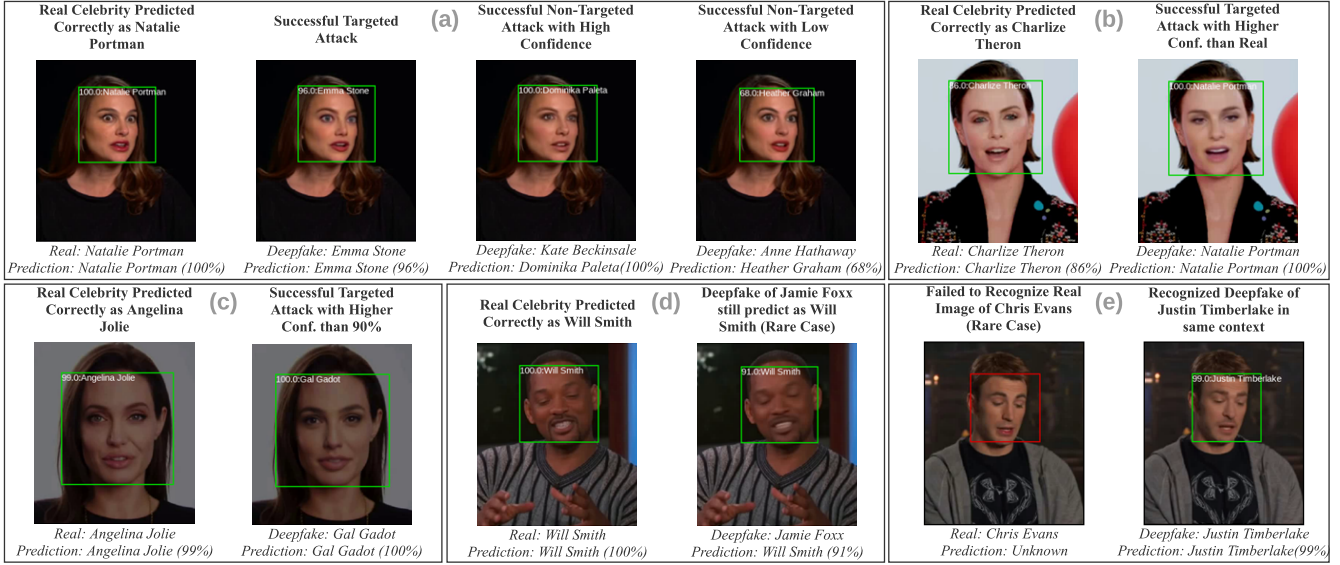 Real Celebrity Predicted
Correctly as Natalie
Portman
100.0:Natalie Portman
Real: Natalie Portman
Prediction: Natalie Portman (100%)
Successful Targeted
Attack
96.0:Emma Stone
Deepfake: Emma Stone
Prediction: Emma Stone (96%)
(a)
Successful Non-Targeted
Attack with High
Confidence
100.0:Dominika Paleta
Deepfake: Kate Beckinsale
Prediction: Dominika Paleta(100%)
Successful Non-Targeted
Attack with Low
Confidence
68.0:Heather Graham
Deepfake: Anne Hathaway
Prediction: Heather Graham (68%)
Real Celebrity Predicted
Correctly as Charlize
Theron
86.0:Charlize Theron
Real: Charlize Theron
Prediction: Charlize Theron (86%)
(b)
Successful Targeted
Attack with Higher
Conf. than Real
100.0:Natalie Portman
Deepfake: Natalie Portman
Prediction: Natalie Portman (100%)
Real Celebrity Predicted
Correctly as Angelina
Jolie
99.0:Angelina Jolie
Real: Angelina Jolie
Prediction: Angelina Jolie (99%)
(c)
Successful Targeted
Attack with Higher
Conf. than 90%
100.0:Gal Gadot
Deepfake: Gal Gadot
Prediction: Gal Gadot (100%)
Real Celebrity Predicted
Correctly as Will Smith
100.0:Will Smith
Real: Will Smith
Prediction: Will Smith (100%)
(d)
Deepfake of Jamie Foxx
still predict as Will
Smith (Rare Case)
91.0:Will Smith
Deepfake: Jamie Foxx
Prediction: Will Smith (91%)
Failed to Recognize Real
Image of Chris Evans
(Rare Case)
Real: Chris Evans
Prediction: Unknown
(e)
Recognized Deepfake of
Justin Timberlake in
same context
99.0:Justin Timberlake
Deepfake: Justin Timberlake
Prediction: Justin Timberlake(99%)